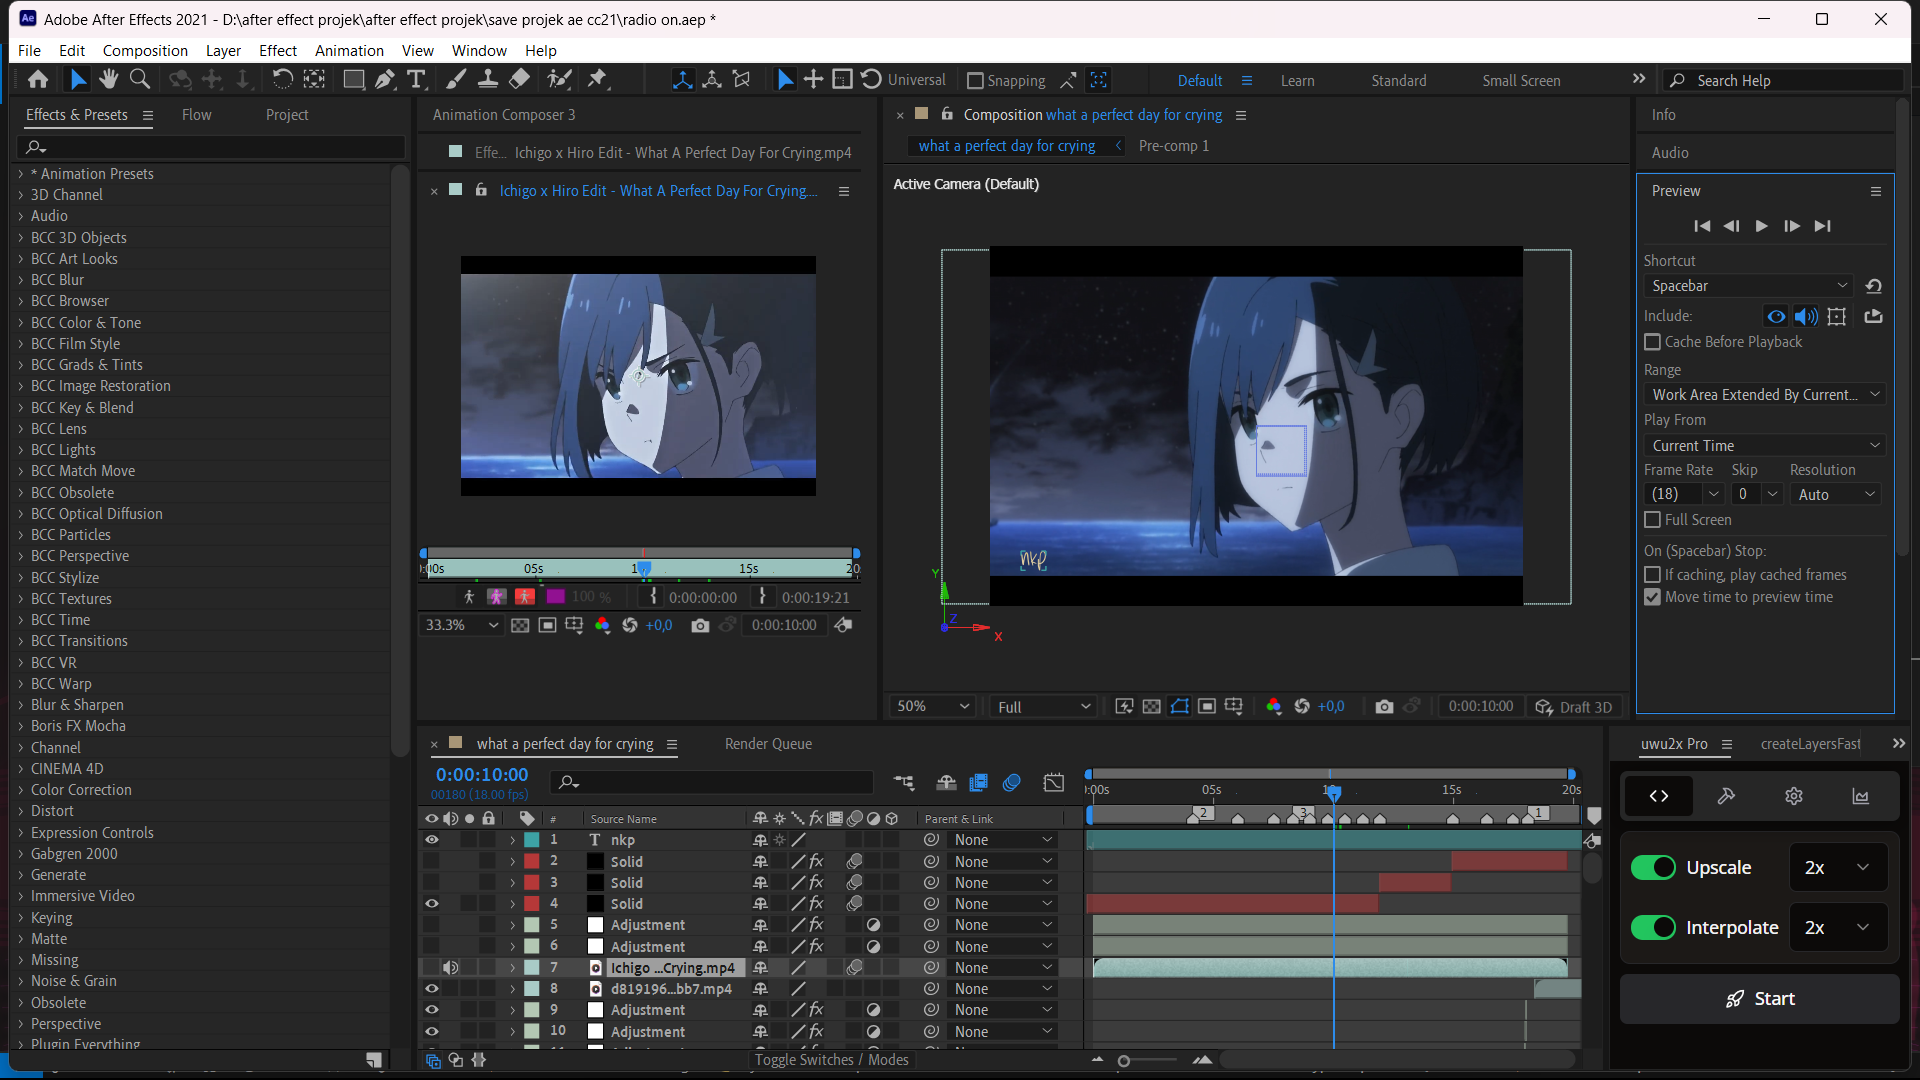 Adobe After Effects 2021 - D:\after effect projek\after effect projek\save projek ae cc21\radio on.aep *
File Edit Composition Layer Effect Animation View Window Help
Universal Snapping Default Learn Standard Small Screen Search Help
Effects & Presets Flow Project
* Animation Presets
3D Channel
Audio
BCC 3D Objects
BCC Art Looks
BCC Blur
BCC Browser
BCC Color & Tone
BCC Film Style
BCC Grads & Tints
BCC Image Restoration
BCC Key & Blend
BCC Lens
BCC Lights
BCC Match Move
BCC Obsolete
BCC Optical Diffusion
BCC Particles
BCC Perspective
BCC Stylize
BCC Textures
BCC Time
BCC Transitions
BCC VR
BCC Warp
Blur & Sharpen
Boris FX Mocha
Channel
CINEMA 4D
Color Correction
Distort
Expression Controls
Gabgren 2000
Generate
Immersive Video
Keying
Matte
Missing
Noise & Grain
Obsolete
Perspective
Plugin Everything
Animation Composer 3
Effe... Ichigo x Hiro Edit - What A Perfect Day For Crying.mp4
Ichigo x Hiro Edit - What A Perfect Day For Crying....
:00s 05s 15s 20
100 % 0:00:00:00 0:00:19:21
33.3% +0,0 0:00:10:00
Composition what a perfect day for crying
what a perfect day for crying Pre-comp 1
Active Camera (Default)
nkp
Y
Z
X
50% Full +0,0 0:00:10:00 Draft 3D
Info
Audio
Preview
Shortcut
Spacebar
Include:
Cache Before Playback
Range
Work Area Extended By Current...
Play From
Current Time
Frame Rate Skip Resolution
(18) 0 Auto
Full Screen
On (Spacebar) Stop:
If caching, play cached frames
Move time to preview time
what a perfect day for crying Render Queue
0:00:10:00
00180 (18.00 fps)
:00s 05s 15s 20s
# Source Name fx Parent & Link 2 3 1
1 T nkp None
2 Solid fx None
3 Solid fx None
4 Solid fx None
5 Adjustment fx None
6 Adjustment fx None
7 Ichigo ...Crying.mp4 None
8 d819196...bb7.mp4 None
9 Adjustment fx None
10 Adjustment fx None
Toggle Switches / Modes
uwu2x Pro createLayersFast
Upscale 2x
Interpolate 2x
Start